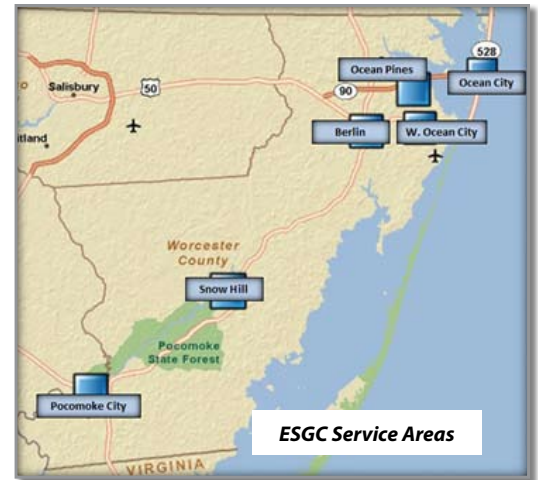 528
Ocean Pines
Ocean City
Salisbury
50
90
Berlin
W. Ocean City
itland
Worcester
County
Snow Hill
Pocomoke
State Forest
Pocomoke City
ESGC Service Areas
VIRGINIA